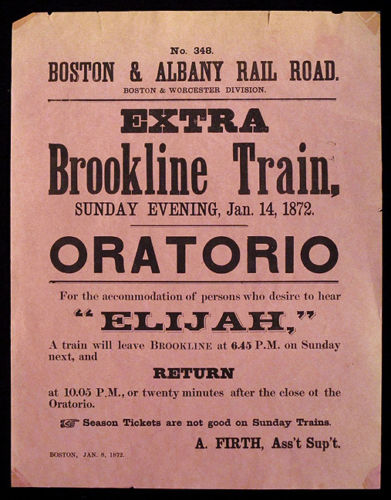 No. 348.
BOSTON & ALBANY RAIL ROAD.
BOSTON & WORCESTER DIVISION.
EXTRA
Brookline Train,
SUNDAY EVENING, Jan. 14, 1872.
ORATORIO
For the accommodation of persons who desire to hear
"ELIJAH,"
A train will leave BROOKLINE at 6.45 P.M. on Sunday
next, and
RETURN
at 10.05 P.M., or twenty minutes after the close of the
Oratorio.
☞ Season Tickets are not good on Sunday Trains.
A. FIRTH, Ass't Sup't.
BOSTON, JAN. 8, 1872.